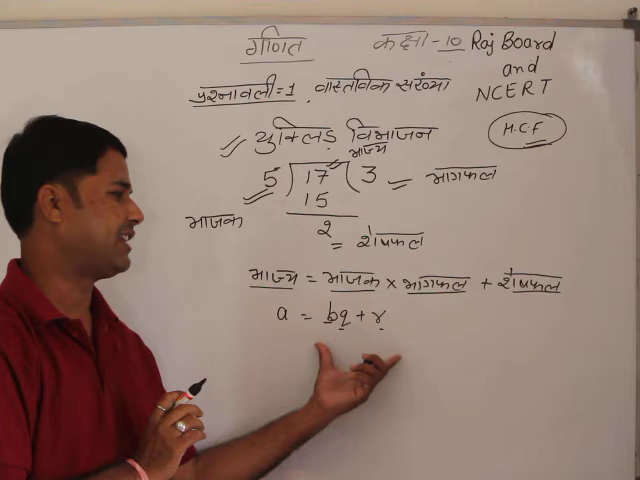 गणित कक्षा-10 Raj Board
and
NCERT
प्रश्नावली=1. वास्तविक संख्या
H.C.F
युक्लिड़ विभाजन
भाज्य
5) 17 (3 = भागफल
15
भाजक
2 = शेषफल
भाज्य = भाजक × भागफल + शेषफल
a = bq + r